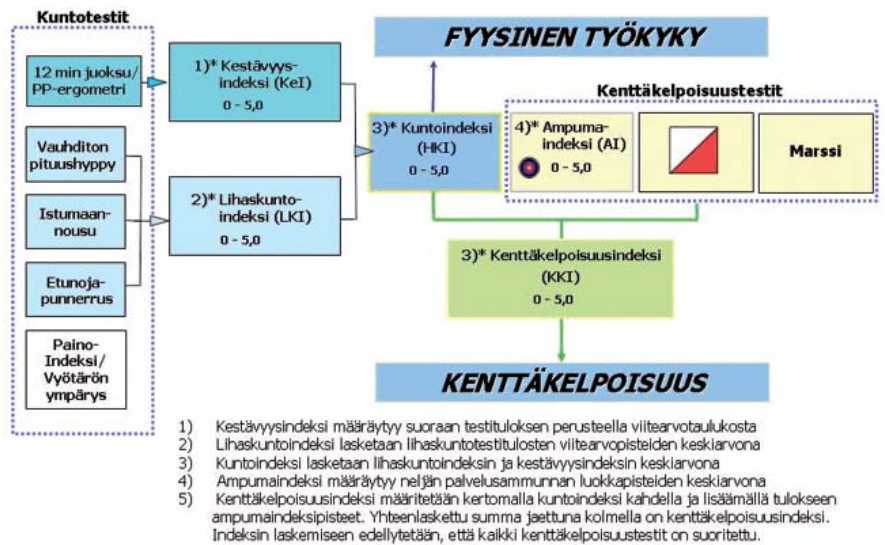 Kuntotestit
12 min juoksu/
PP-ergometri
Vauhditon
pituushyppy
Istumaan-
nousu
Etunoja-
punnerrus
Paino-
Indeksi/
Vyötärön
ympärys
1)* Kestävyys-
indeksi (KeI)
0 - 5,0
2)* Lihaskunto-
indeksi (LKI)
0 - 5,0
FYYSINEN TYÖKYKY
3)* Kuntoindeksi
(HKI)
0 - 5,0
Kenttäkelpoisuustestit
4)* Ampuma-
indeksi (AI)
0 - 5,0
Marssi
3)* Kenttäkelpoisuusindeksi
(KKI)
0 - 5,0
KENTTÄKELPOISUUS
1) Kestävyysindeksi määräytyy suoraan testituloksen perusteella viitearvotaulukosta
2) Lihaskuntoindeksi lasketaan lihaskuntotestitulosten viitearvopisteiden keskiarvona
3) Kuntoindeksi lasketaan lihaskuntoindeksin ja kestävyysindeksin keskiarvona
4) Ampumaindeksi määräytyy neljän palvelusammunnan luokkapisteiden keskiarvona
5) Kenttäkelpoisuusindeksi määritetään kertomalla kuntoindeksi kahdella ja lisäämällä tulokseen
ampumaindeksipisteet. Yhteenlaskettu summa jaettuna kolmella on kenttäkelpoisuusindeksi.
Indeksin laskemiseen edellytetään, että kaikki kenttäkelpoisuustestit on suoritettu.